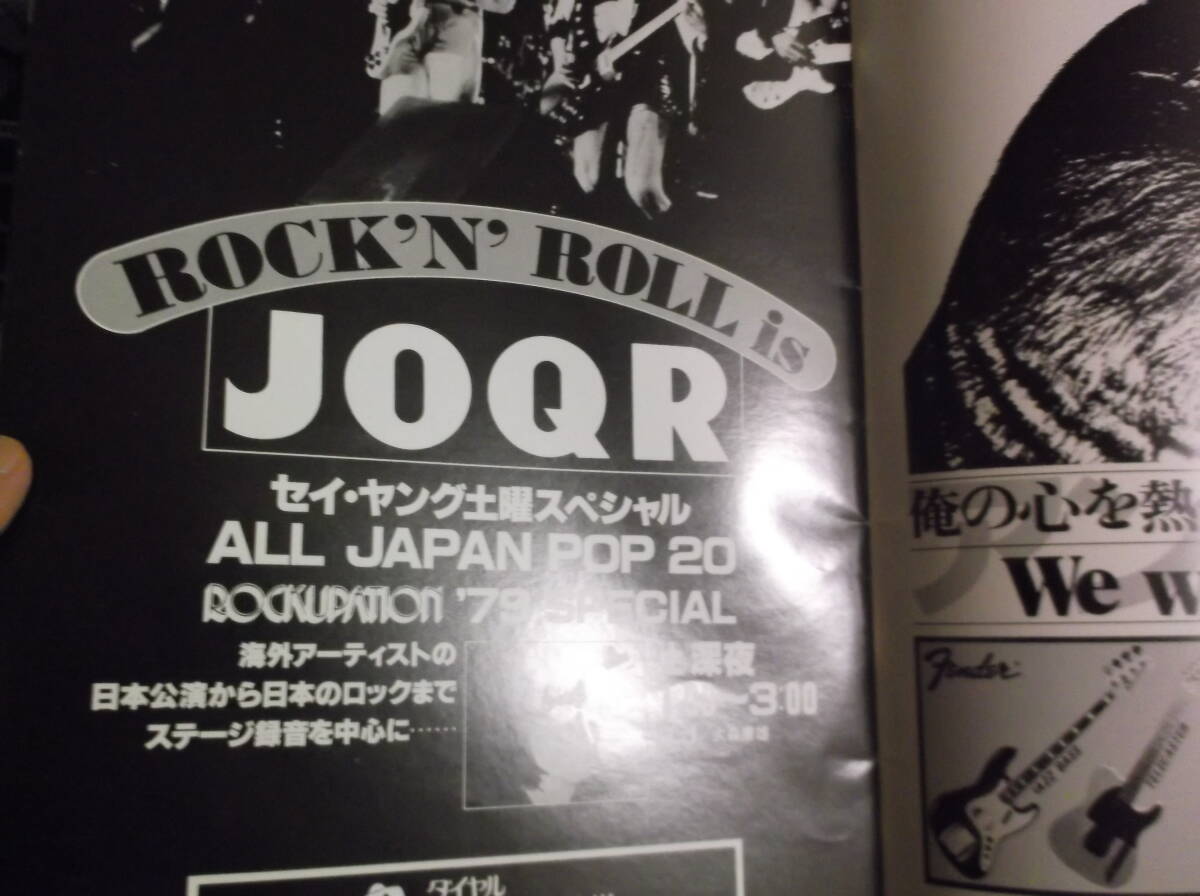 ROCK'N' ROLL is
JOQR
セイ・ヤング土曜スペシャル
ALL JAPAN POP 20
ROCKUPATION '79 SPECIAL
海外アーティストの
日本公演から日本のロックまで
ステージ録音を中心に……
深夜
—3:00
ダイヤル
俺の心を熱
We w
Fender
JAZZ BASS
TELECASTER